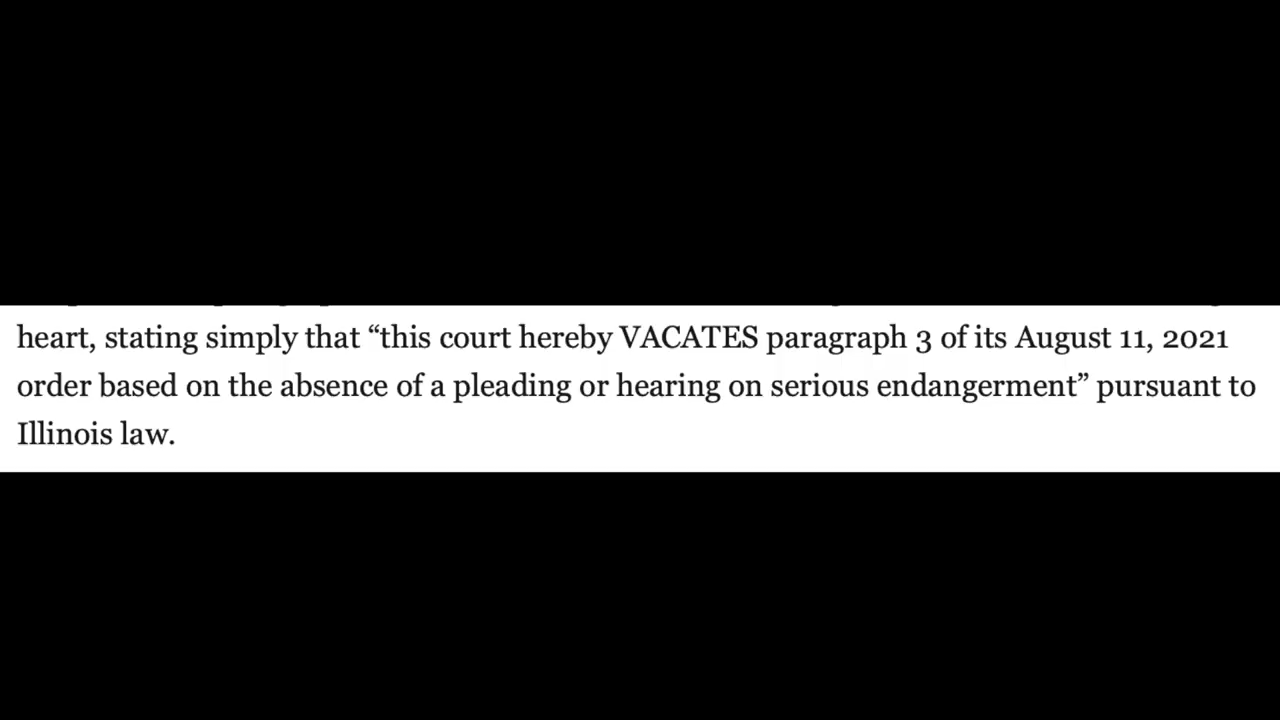 heart, stating simply that “this court hereby VACATES paragraph 3 of its August 11, 2021
order based on the absence of a pleading or hearing on serious endangerment” pursuant to
Illinois law.